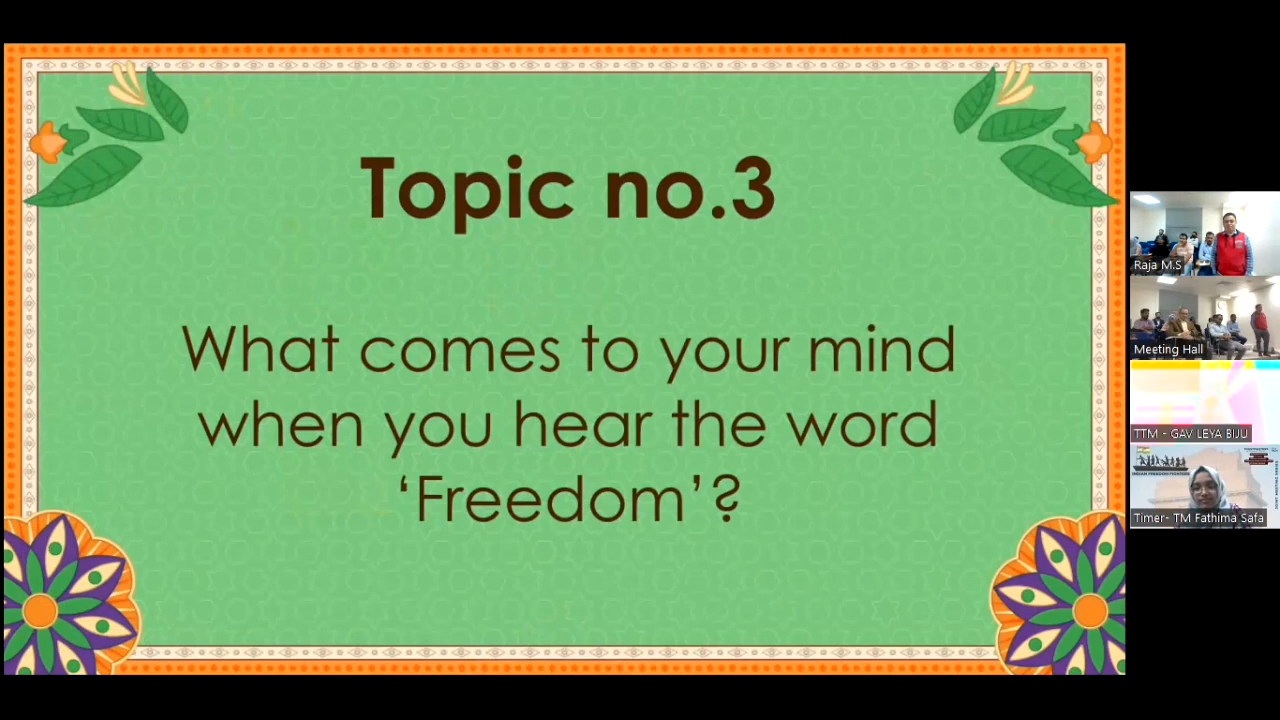 Topic no.3
What comes to your mind
when you hear the word
‘Freedom’?
Raja M.S
Meeting Hall
TTM - GAV LEYA BIJU
Timer- TM Fathima Safa